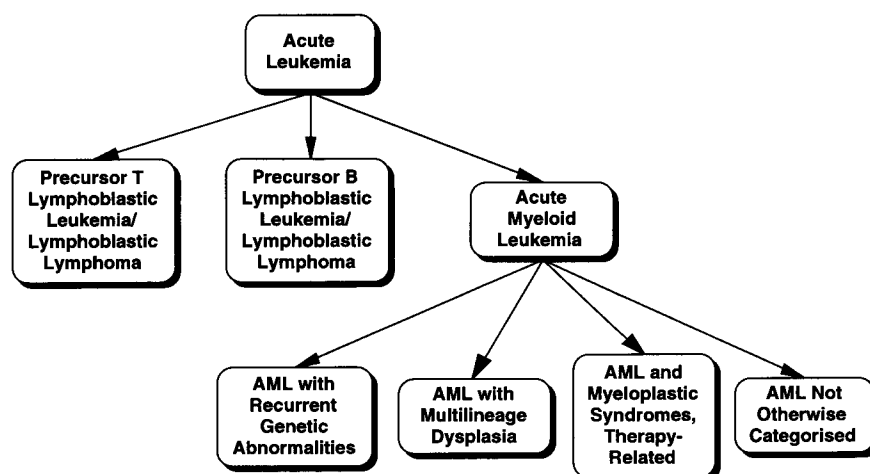 Acute
Leukemia
Precursor T
Lymphoblastic
Leukemia/
Lymphoblastic
Lymphoma
Precursor B
Lymphoblastic
Leukemia/
Lymphoblastic
Lymphoma
Acute
Myeloid
Leukemia
AML with
Recurrent
Genetic
Abnormalities
AML with
Multilineage
Dysplasia
AML and
Myeloplastic
Syndromes,
Therapy-
Related
AML Not
Otherwise
Categorised